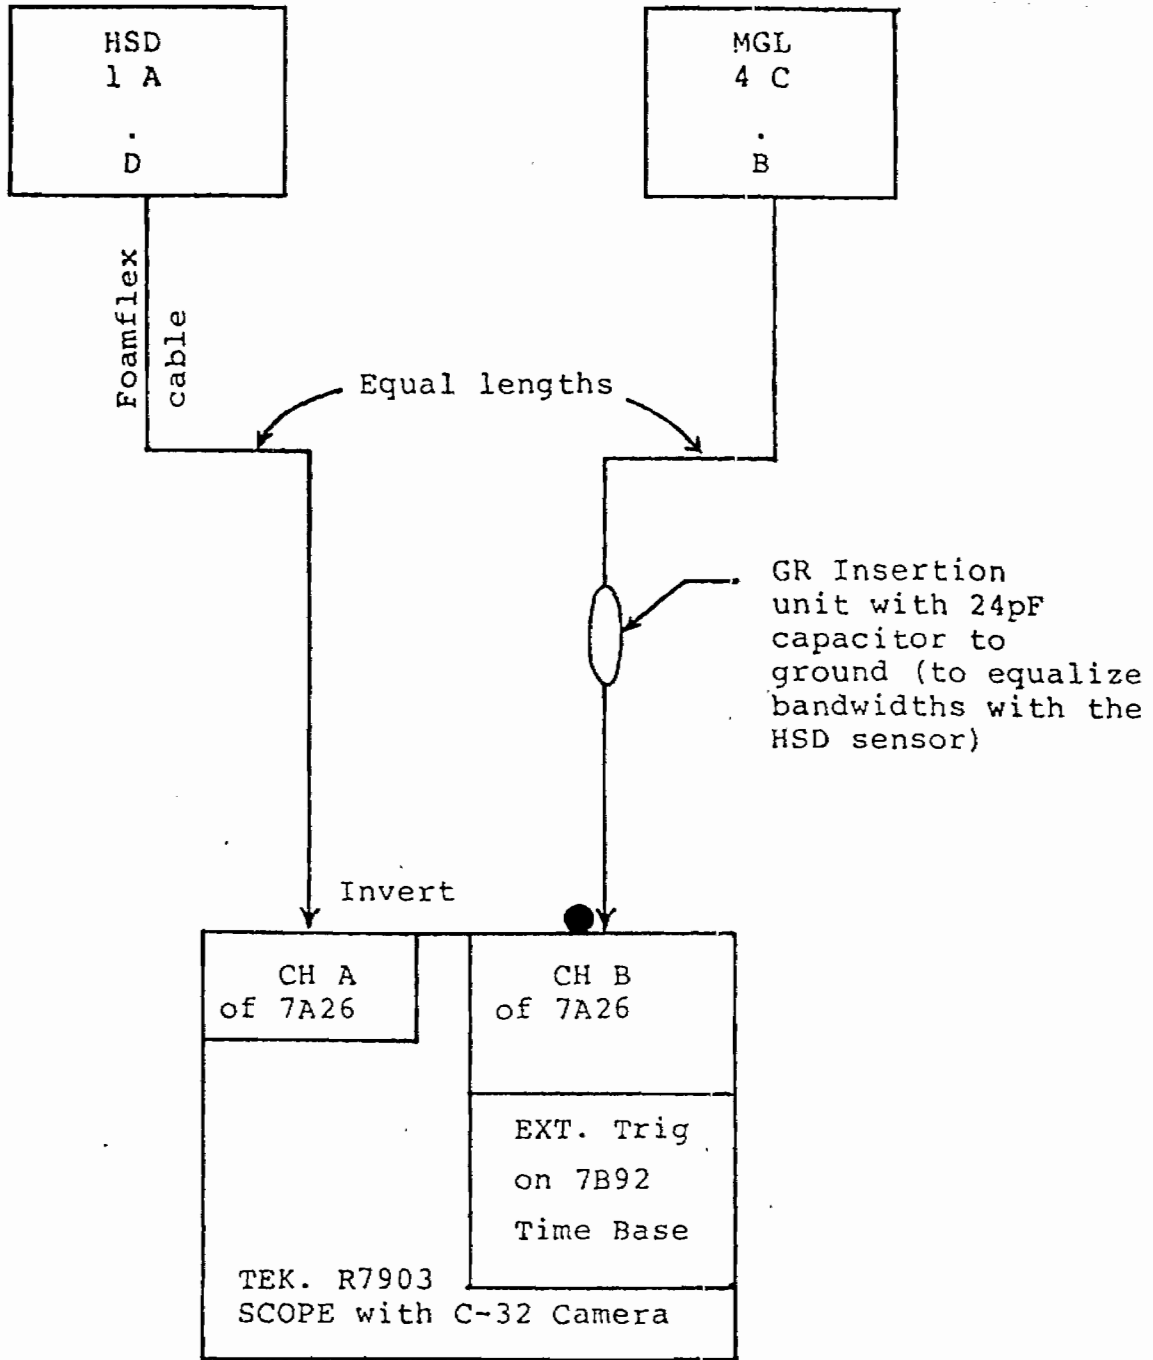 HSD
1 A
.
D
MGL
4 C
.
B
Foamflex
cable
Equal lengths
GR Insertion
unit with 24pF
capacitor to
ground (to equalize
bandwidths with the
HSD sensor)
Invert
CH A
of 7A26
CH B
of 7A26
EXT. Trig
on 7B92
Time Base
TEK. R7903
SCOPE with C-32 Camera